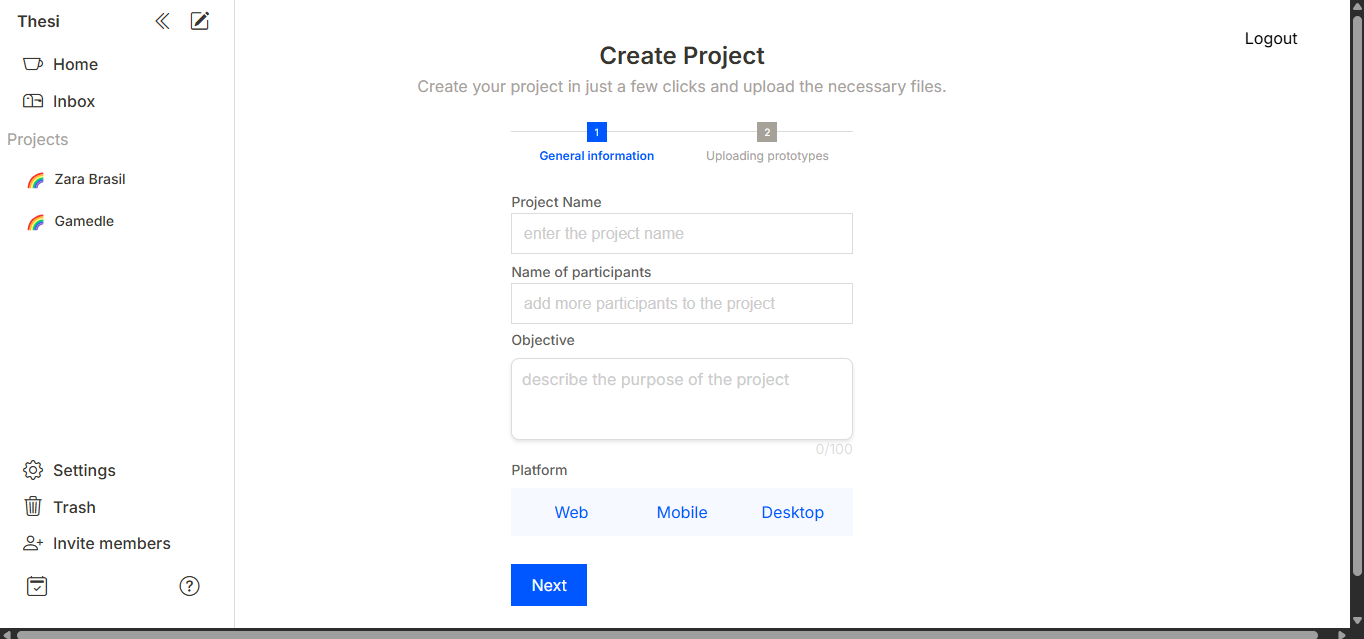 Thesi
Home
Inbox
Projects
Zara Brasil
Gamedle
Settings
Trash
Invite members
Logout
Create Project
Create your project in just a few clicks and upload the necessary files.
1
General information
2
Uploading prototypes
Project Name
enter the project name
Name of participants
add more participants to the project
Objective
describe the purpose of the project
0/100
Platform
Web Mobile Desktop
Next